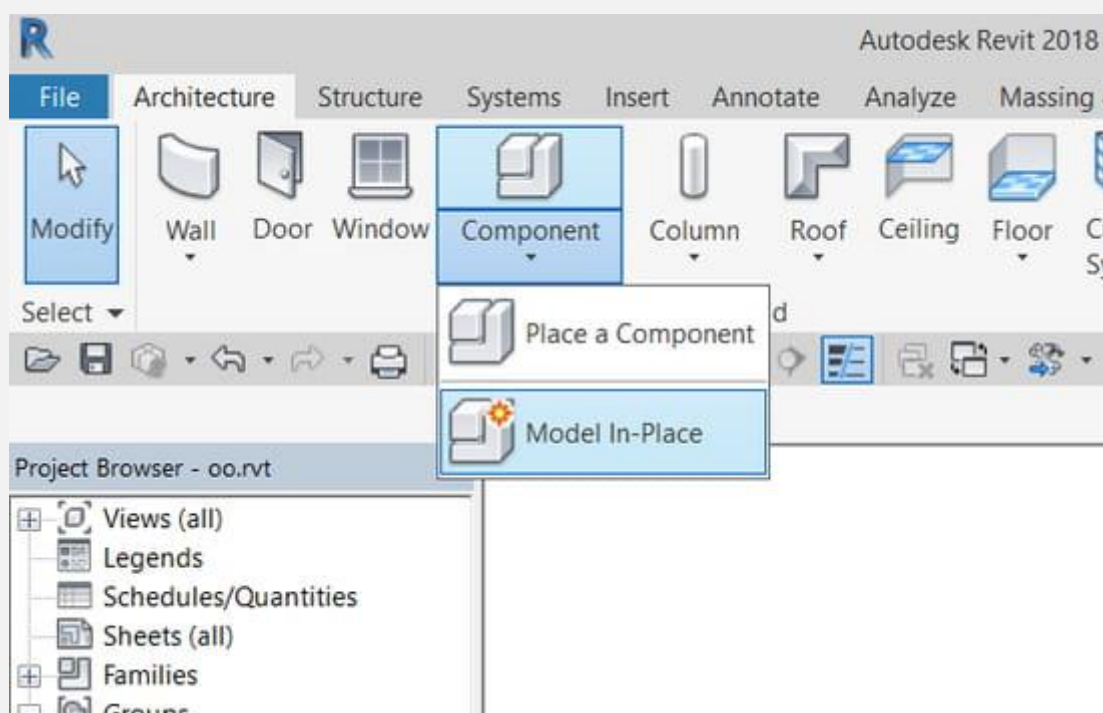 R
Autodesk Revit 2018
File Architecture Structure Systems Insert Annotate Analyze Massing
Modify Wall Door Window Component Column Roof Ceiling Floor C
Sy
Select d
Place a Component
Model In-Place
Project Browser - oo.rvt
Views (all)
Legends
Schedules/Quantities
Sheets (all)
Families
Groups